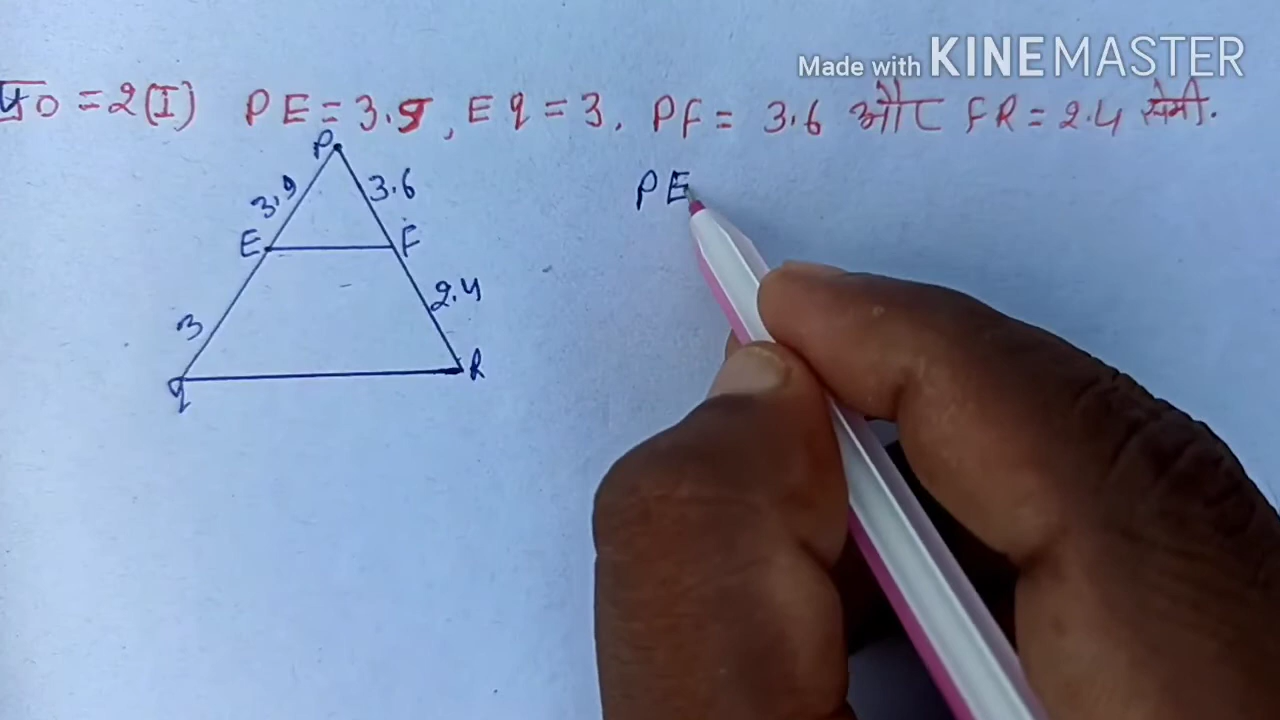 Made with KINEMASTER
प्र0 = 2(I) PE = 3.9, Eq = 3. PF = 3.6 और FR = 2.4 सेमी.
P
3.9 3.6
PE
E F
3 2.4
q R